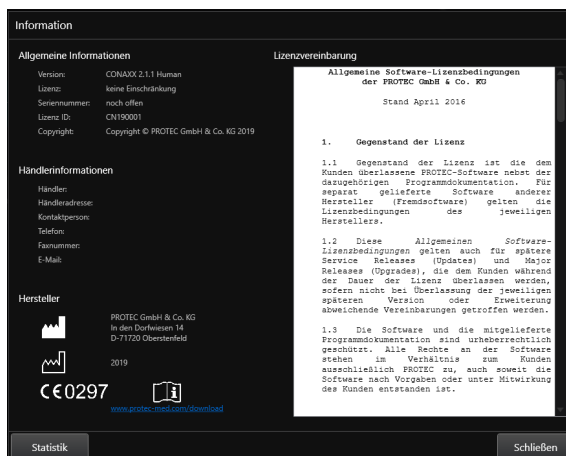 Information
Allgemeine Informationen
Version: CONAXX 2.1.1 Human
Lizenz: keine Einschränkung
Seriennummer: noch offen
Lizenz ID: CN190001
Copyright: Copyright © PROTEC GmbH & Co. KG 2019
Händlerinformationen
Händler:
Händleradresse:
Kontaktperson:
Telefon:
Faxnummer:
E-Mail:
Hersteller
PROTEC GmbH & Co. KG
In den Dorfwiesen 14
D-71720 Oberstenfeld
2019
CE0297
www.protec-med.com/download
Lizenzvereinbarung
Allgemeine Software-Lizenzbedingungen
der PROTEC GmbH & Co. KG
Stand April 2016
1. Gegenstand der Lizenz
1.1 Gegenstand der Lizenz ist die dem
Kunden überlassene PROTEC-Software nebst der
dazugehörigen Programmdokumentation. Für
separat gelieferte Software anderer
Hersteller (Fremdsoftware) gelten die
Lizenzbedingungen des jeweiligen
Herstellers.
1.2 Diese Allgemeinen Software-
Lizenzbedingungen gelten auch für spätere
Service Releases (Updates) und Major
Releases (Upgrades), die dem Kunden während
der Dauer der Lizenz überlassen werden,
sofern nicht bei Überlassung der jeweiligen
späteren Version oder Erweiterung
abweichende Vereinbarungen getroffen werden.
1.3 Die Software und die mitgelieferte
Programmdokumentation sind urheberrechtlich
geschützt. Alle Rechte an der Software
stehen im Verhältnis zum Kunden
ausschließlich PROTEC zu, auch soweit die
Software nach Vorgaben oder unter Mitwirkung
des Kunden entstanden ist.
Statistik
Schließen